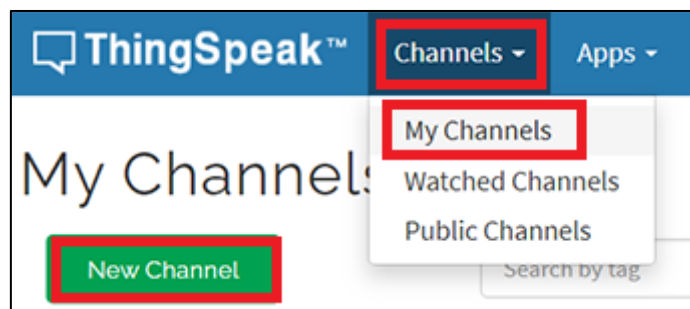 ThingSpeak™ Channels Apps
My Channels
My Channels
Watched Channels
Public Channels
New Channel
Search by tag